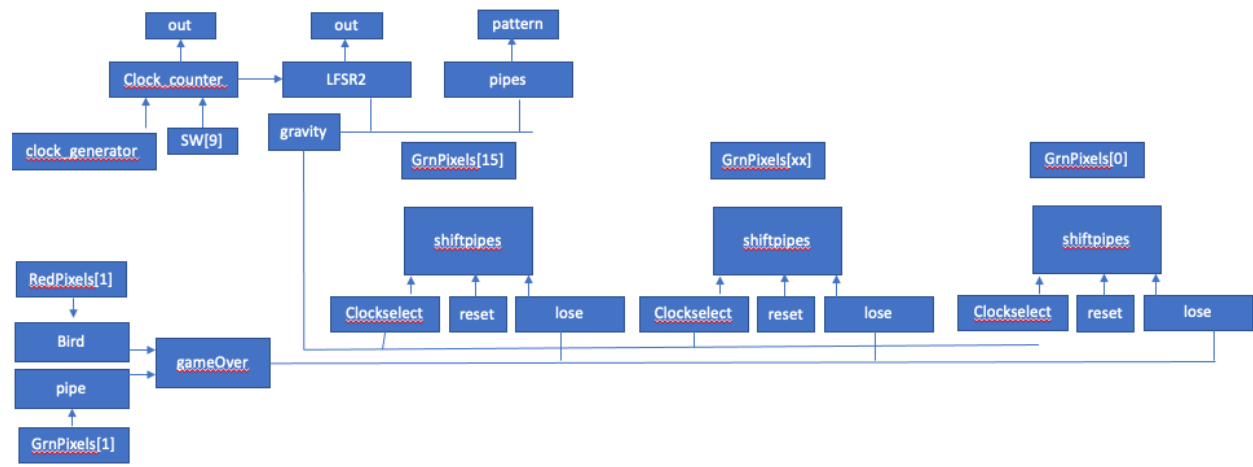 out
out
pattern
Clock_counter
LFSR2
pipes
clock_generator
SW[9]
gravity
GrnPixels[15]
GrnPixels[xx]
GrnPixels[0]
shiftpipes
shiftpipes
shiftpipes
RedPixels[1]
Clockselect
reset
lose
Clockselect
reset
lose
Clockselect
reset
lose
Bird
gameOver
pipe
GrnPixels[1]